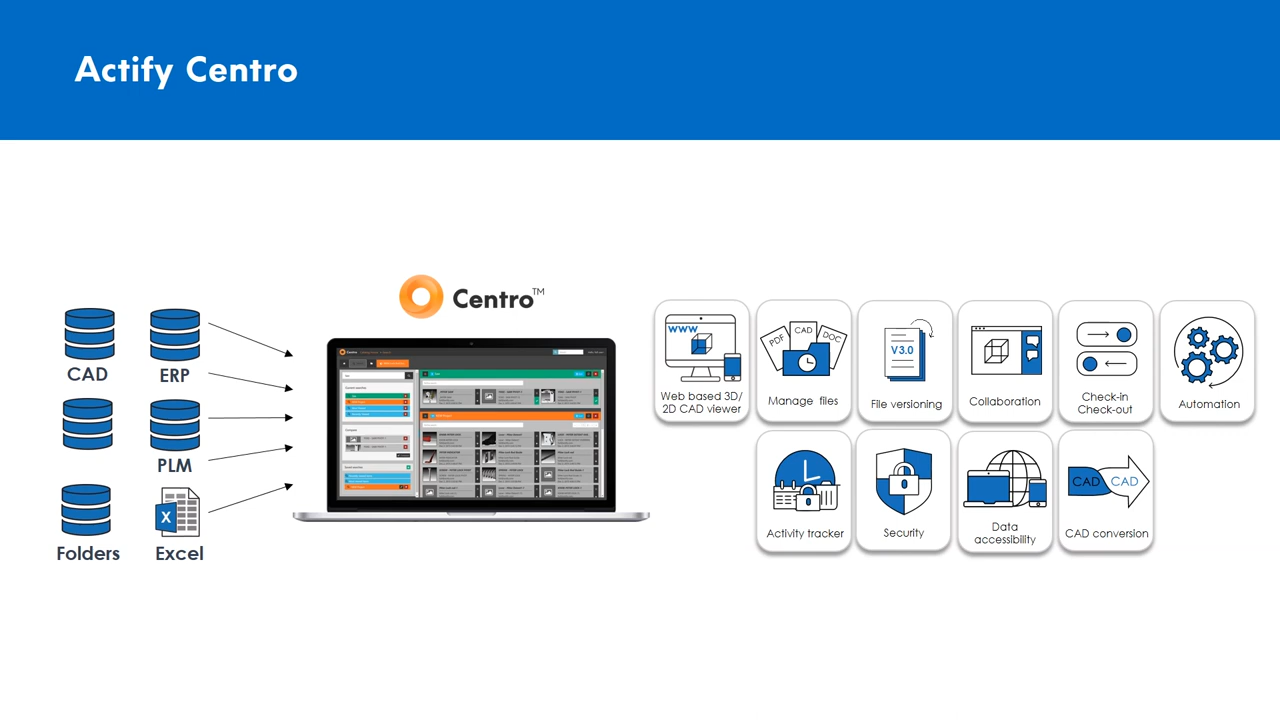 Actify Centro
Centro™
CAD
ERP
PLM
Folders
Excel
X
WWW
Web based 3D/
2D CAD viewer
PDF
CAD
DOC
Manage files
V3.0
File versioning
Collaboration
Check-in
Check-out
Automation
Activity tracker
Security
Data
accessibility
CAD
CAD
CAD conversion